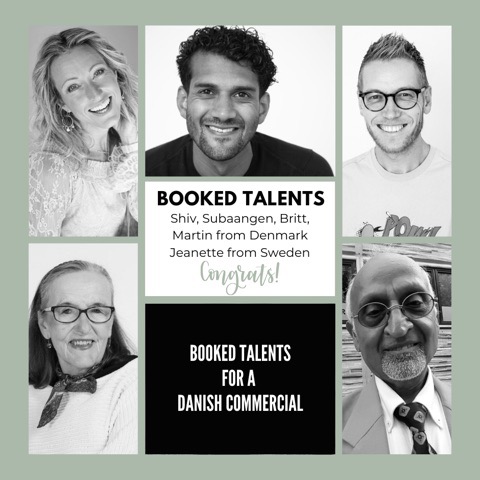 BOOKED TALENTS
Shiv, Subaangen, Britt,
Martin from Denmark
Jeanette from Sweden
Congrats!
BOOKED TALENTS
FOR A
DANISH COMMERCIAL